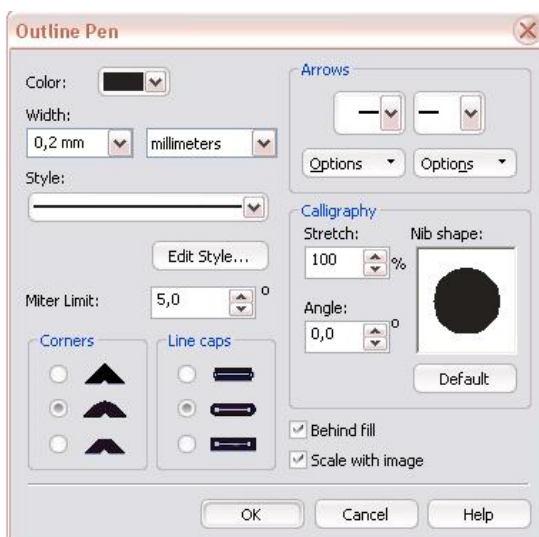 Outline Pen
Color:
Width:
0,2 mm
millimeters
Style:
Edit Style...
Miter Limit:
5,0
°
Corners
Line caps
Arrows
Options
Options
Calligraphy
Stretch:
100
%
Nib shape:
Angle:
0,0
°
Default
Behind fill
Scale with image
OK
Cancel
Help